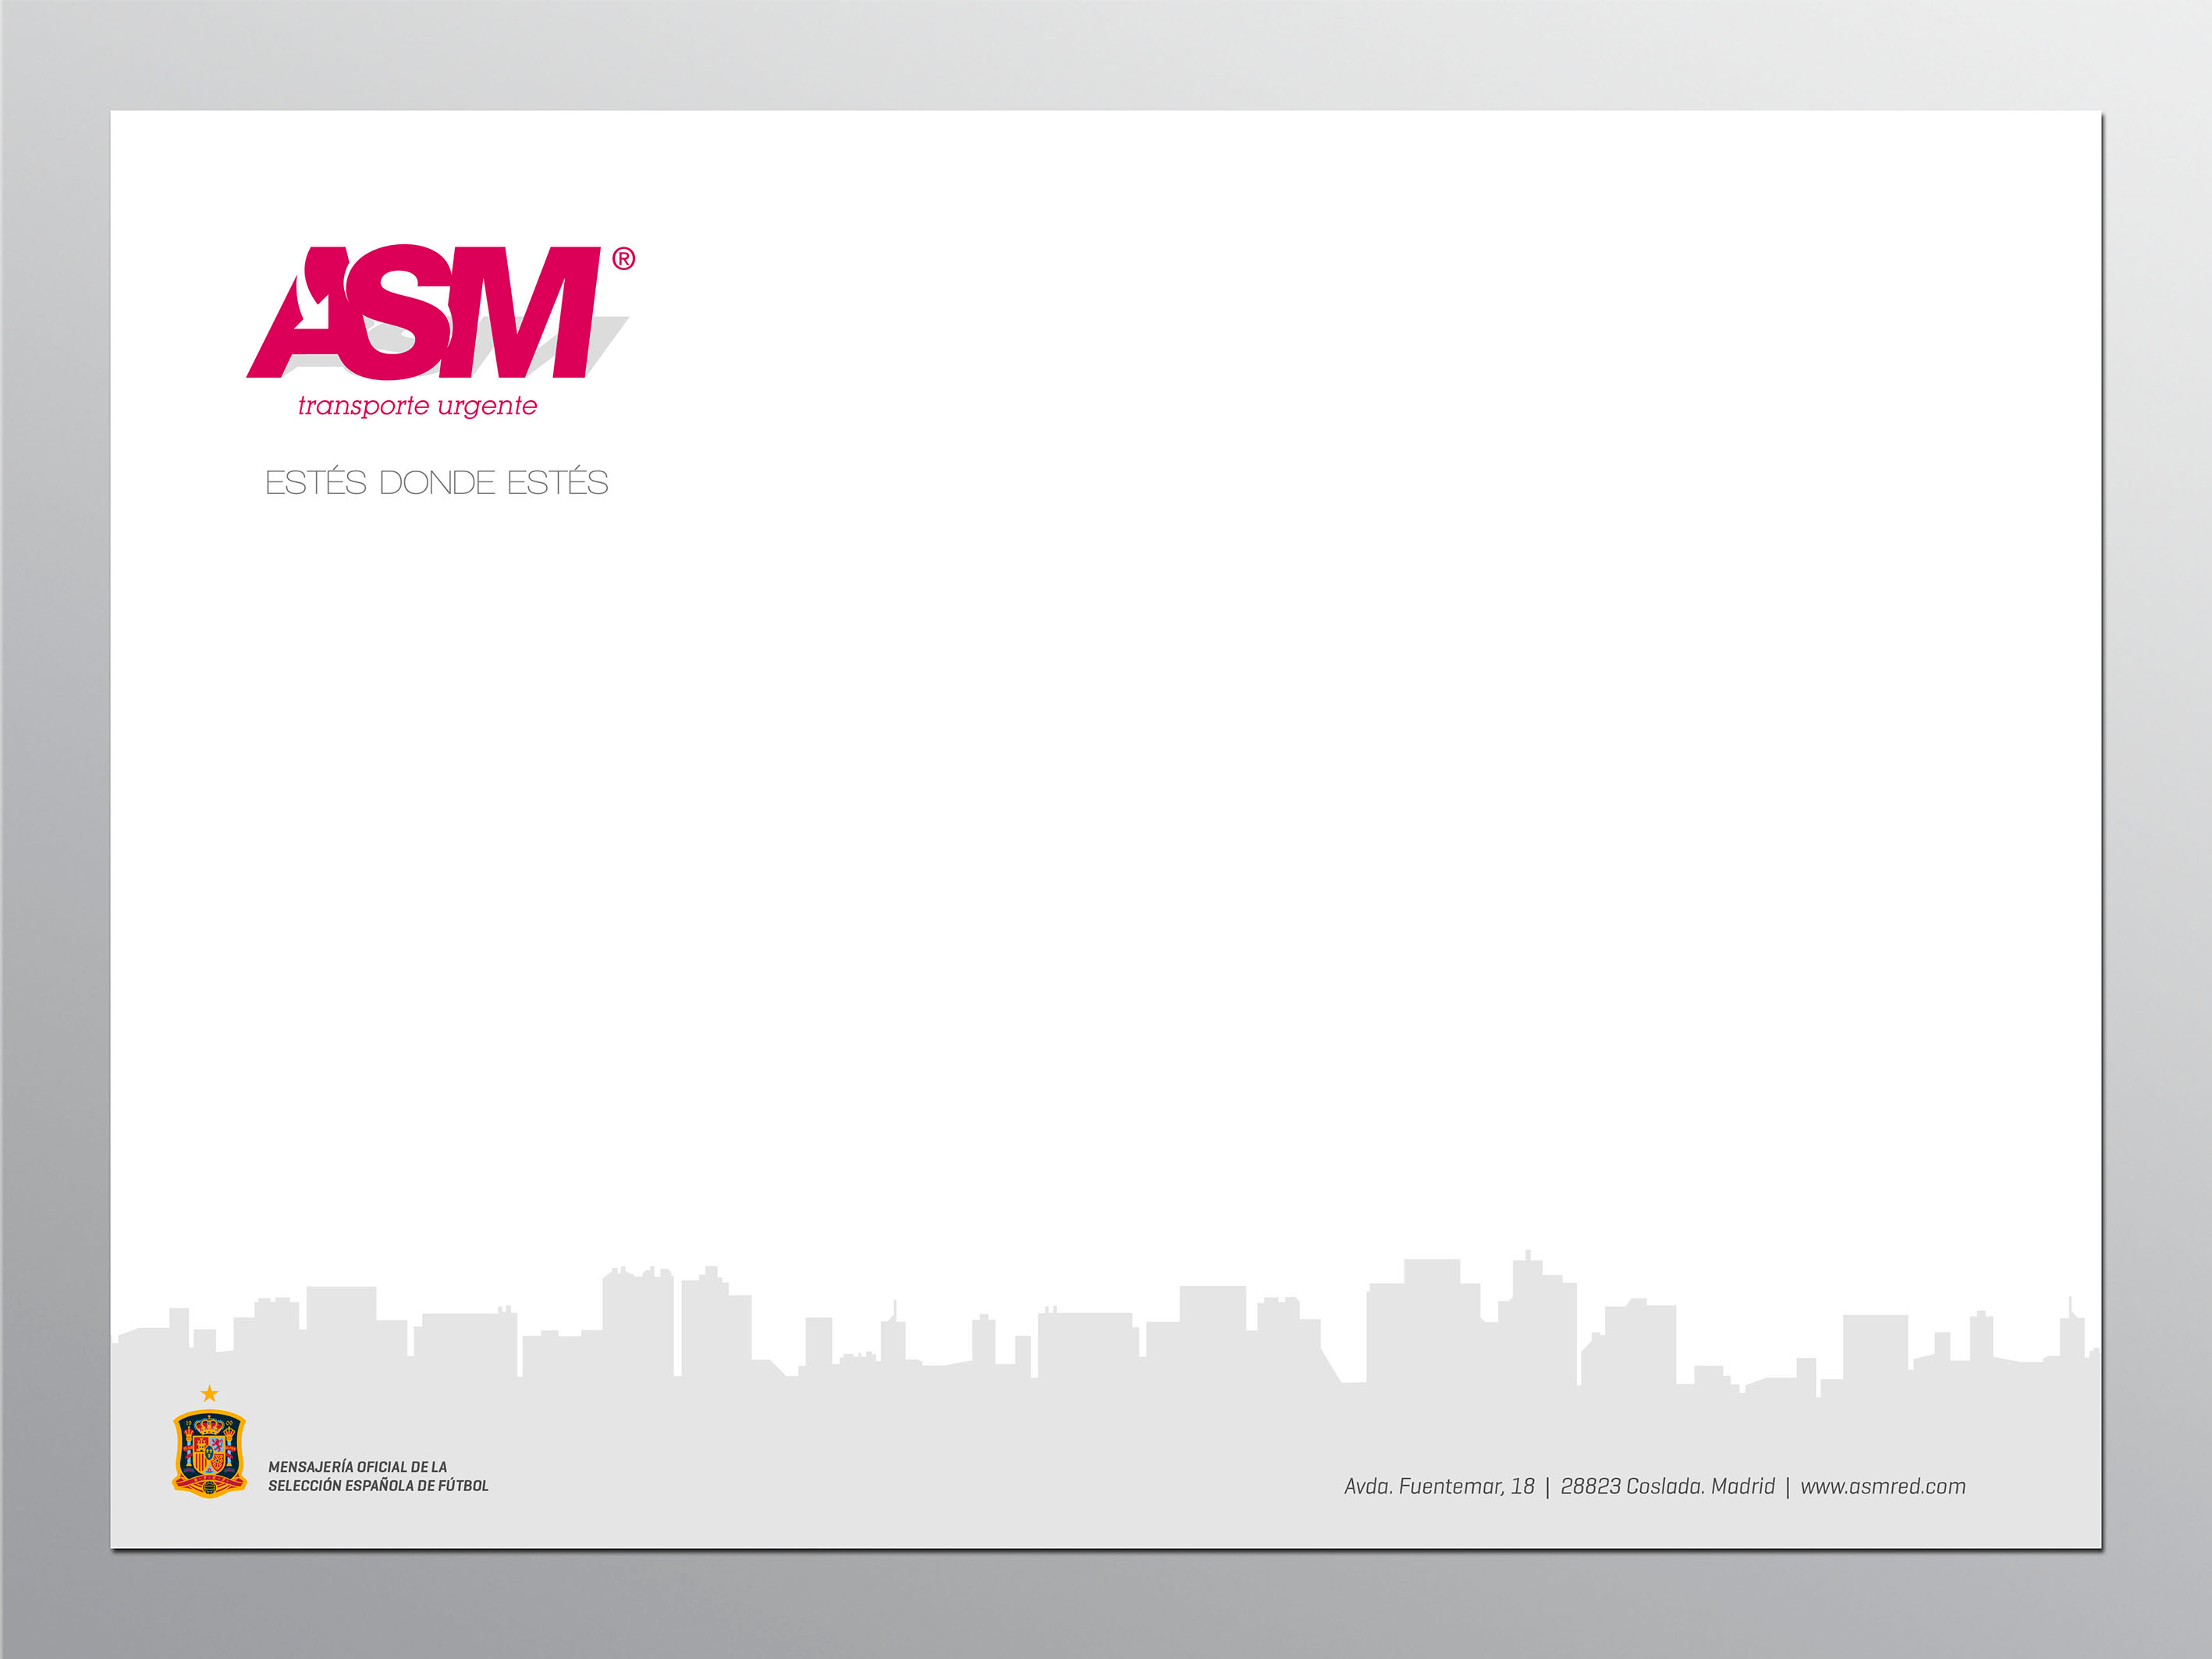 ASM®
transporte urgente
ESTÉS DONDE ESTÉS
MENSAJERÍA OFICIAL DE LA
SELECCIÓN ESPAÑOLA DE FÚTBOL
Avda. Fuentemar, 18 | 28823 Coslada. Madrid | www.asmred.com